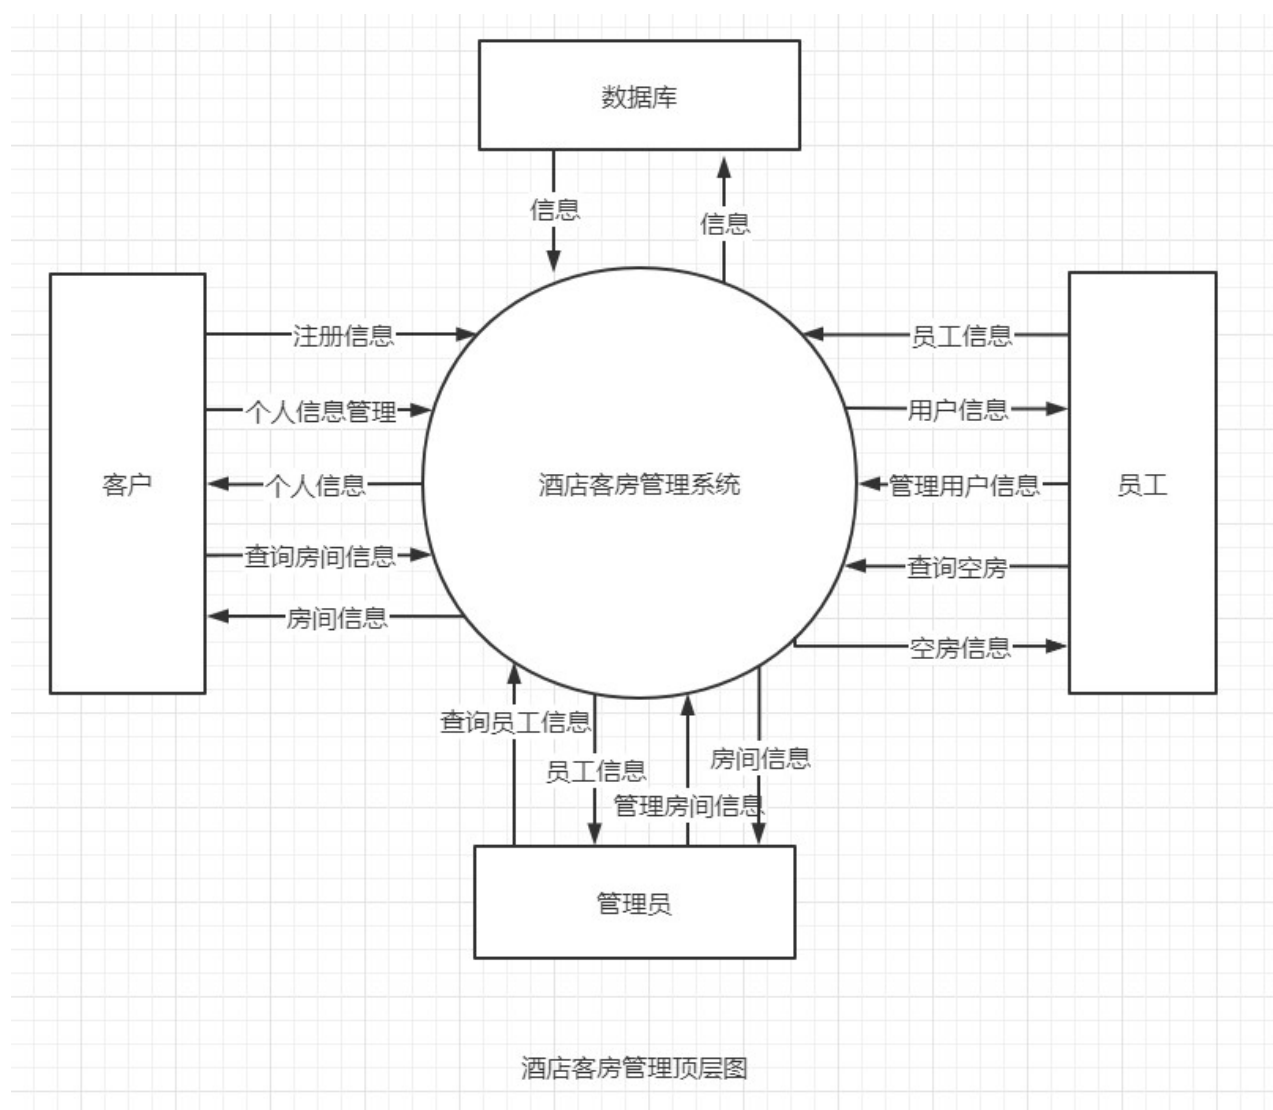 数据库
信息
信息
注册信息
员工信息
个人信息管理
用户信息
客户
个人信息
酒店客房管理系统
管理用户信息
员工
查询房间信息
查询空房
房间信息
空房信息
查询员工信息
员工信息
房间信息
管理房间信息
管理员
酒店客房管理顶层图